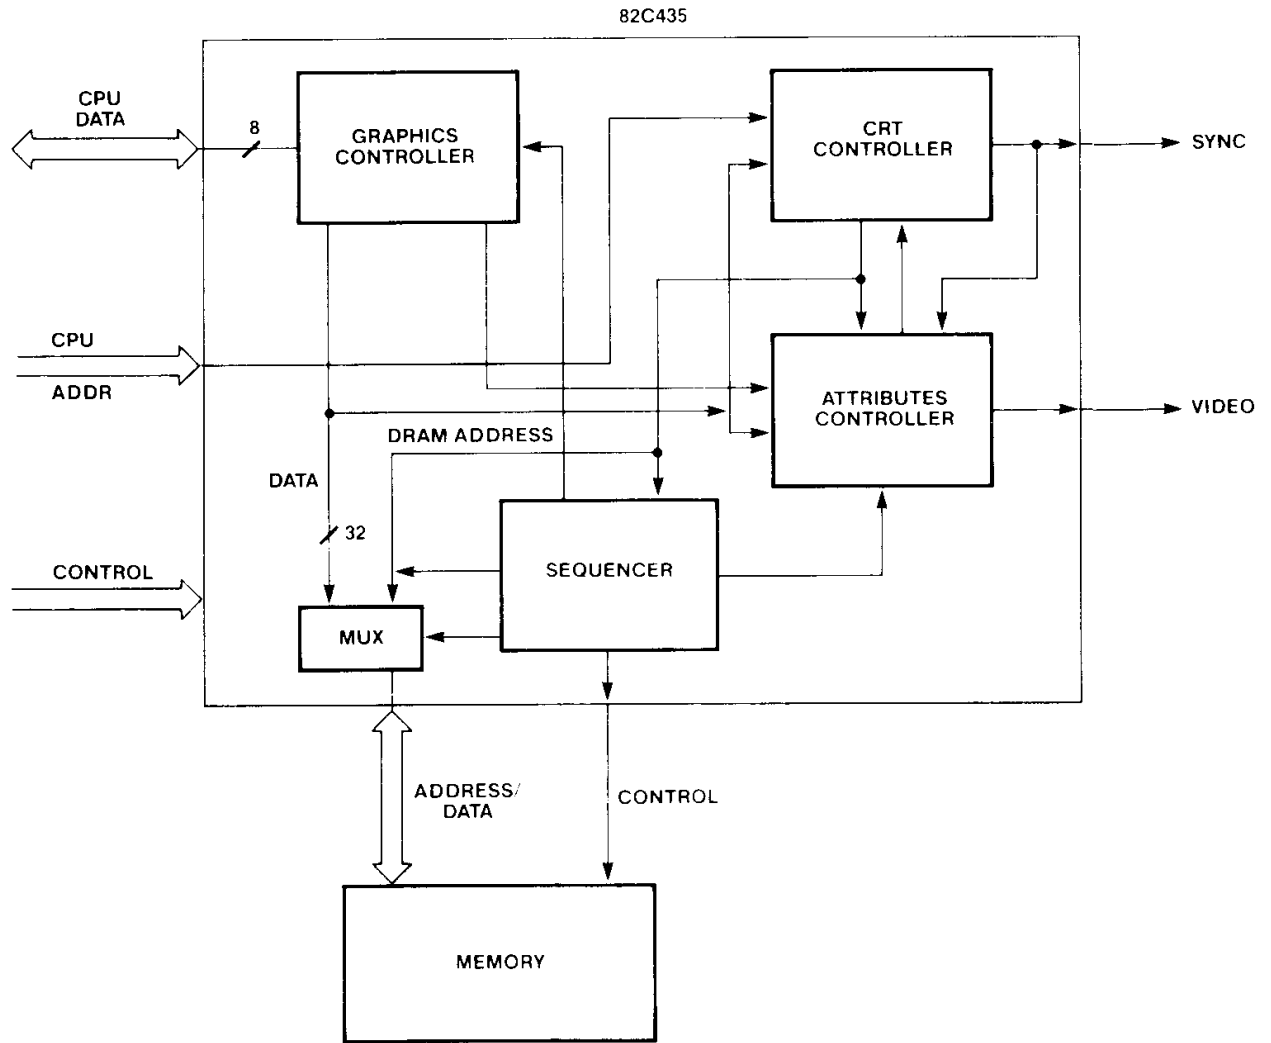 82C435
CPU
DATA
8
GRAPHICS
CONTROLLER
CRT
CONTROLLER
SYNC
CPU
ADDR
ATTRIBUTES
CONTROLLER
VIDEO
DRAM ADDRESS
DATA
32
CONTROL
SEQUENCER
MUX
ADDRESS/
DATA
CONTROL
MEMORY